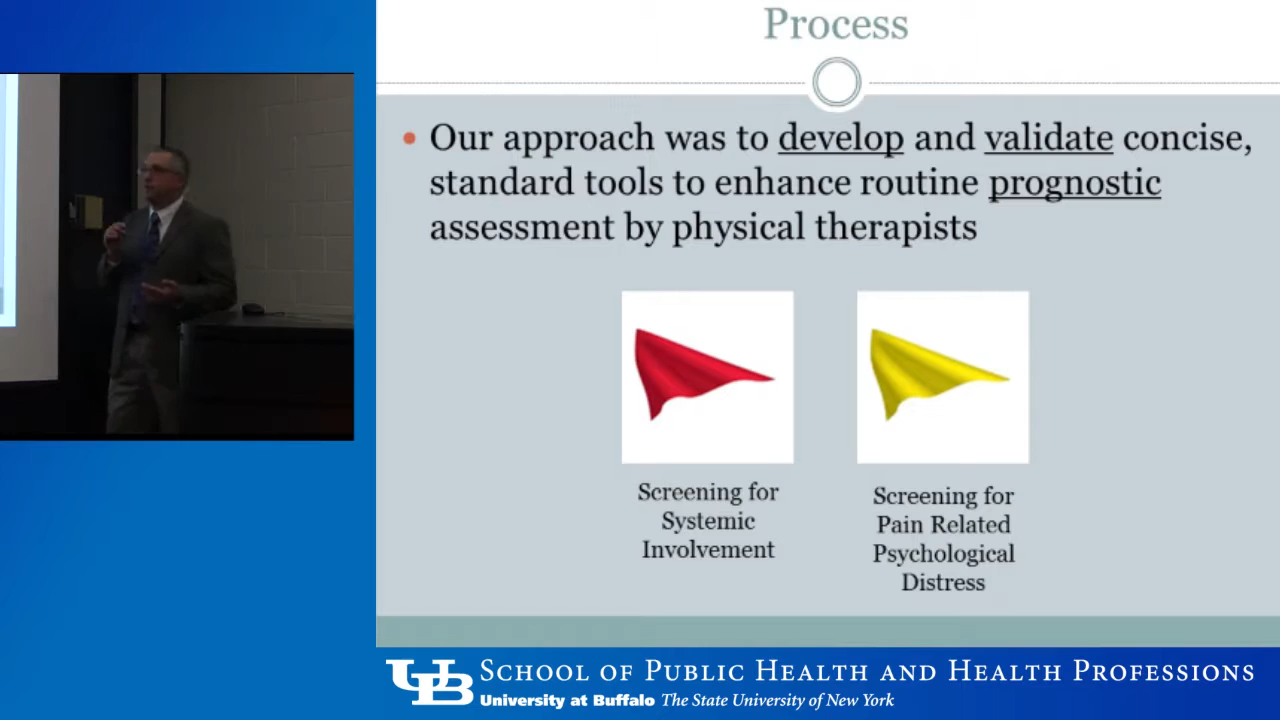 Process
• Our approach was to develop and validate concise,
standard tools to enhance routine prognostic
assessment by physical therapists
Screening for
Systemic
Involvement
Screening for
Pain Related
Psychological
Distress
UB School of Public Health and Health Professions
University at Buffalo The State University of New York